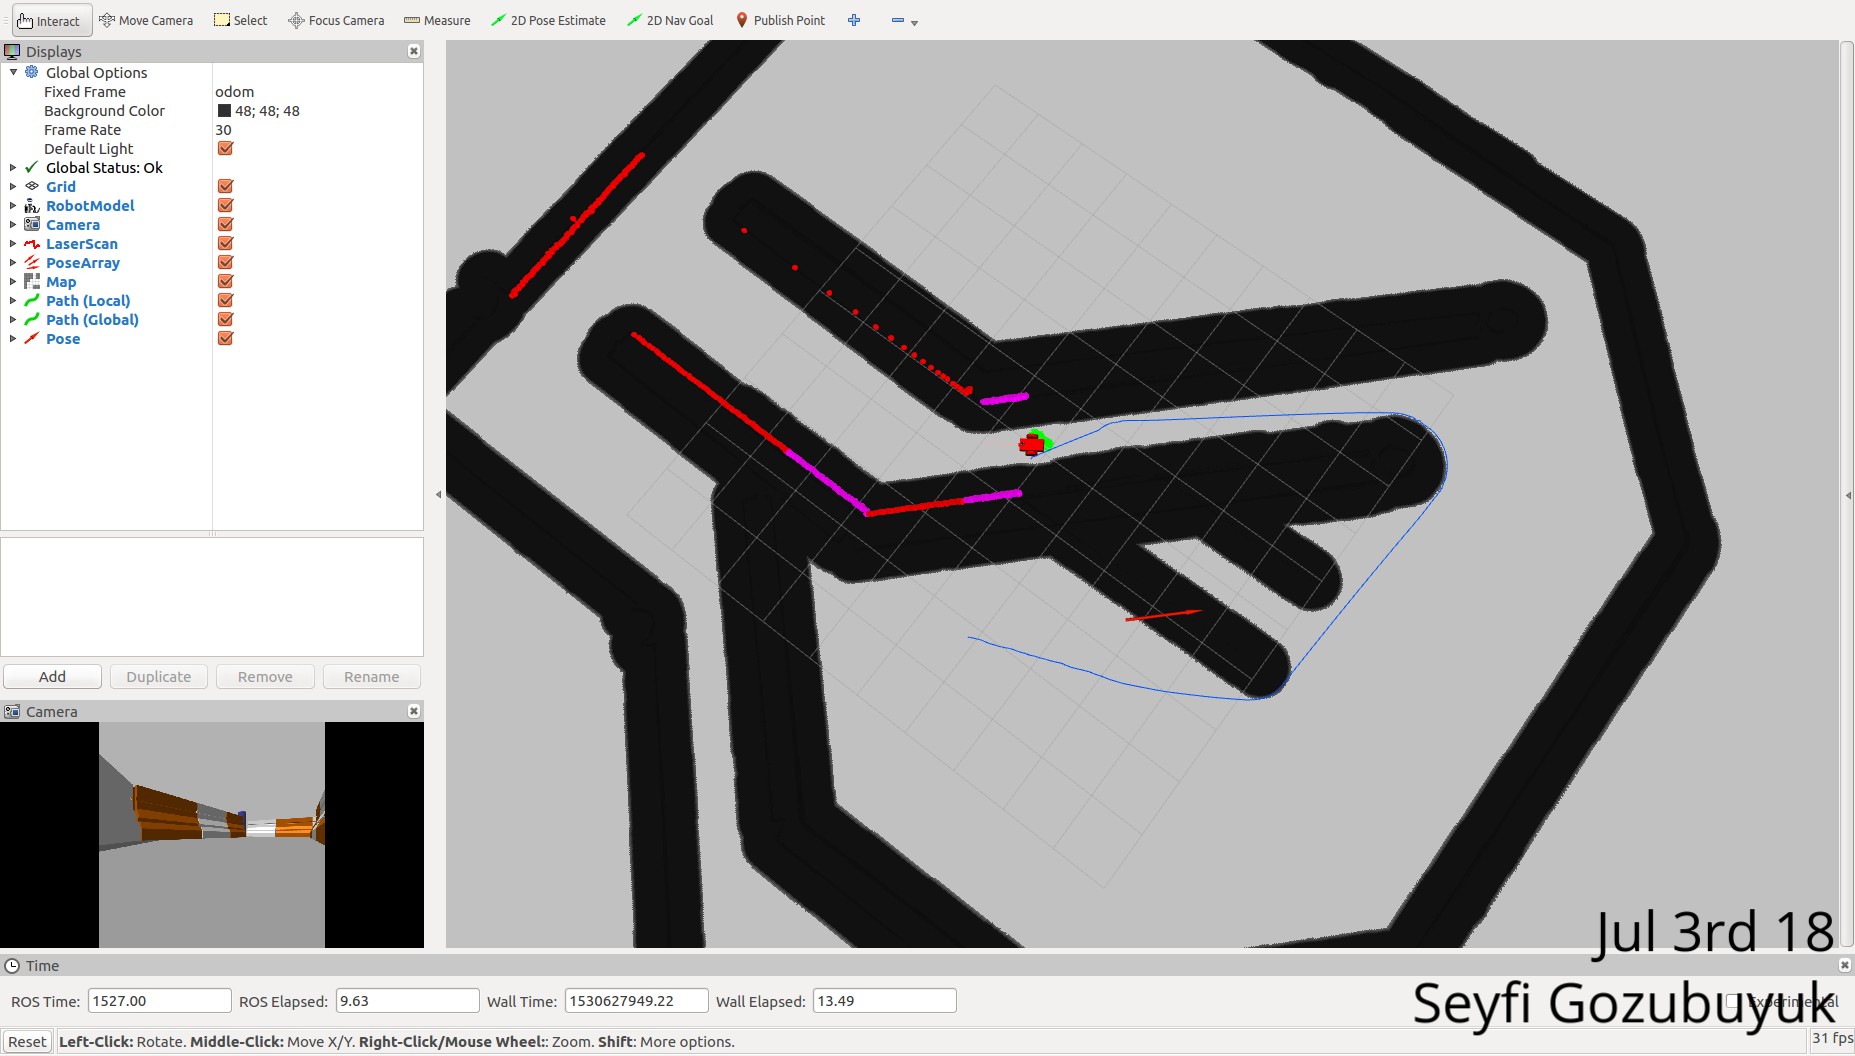 Interact Move Camera Select Focus Camera Measure 2D Pose Estimate 2D Nav Goal Publish Point
Displays
Global Options
Fixed Frame odom
Background Color 48; 48; 48
Frame Rate 30
Default Light
Global Status: Ok
Grid
RobotModel
Camera
LaserScan
PoseArray
Map
Path (Local)
Path (Global)
Pose
Add Duplicate Remove Rename
Camera
Jul 3rd 18
Time
ROS Time: 1527.00 ROS Elapsed: 9.63 Wall Time: 1530627949.22 Wall Elapsed: 13.49 Experimental
Seyfi Gozubuyuk
Reset Left-Click: Rotate. Middle-Click: Move X/Y. Right-Click/Mouse Wheel:: Zoom. Shift: More options. 31 fps